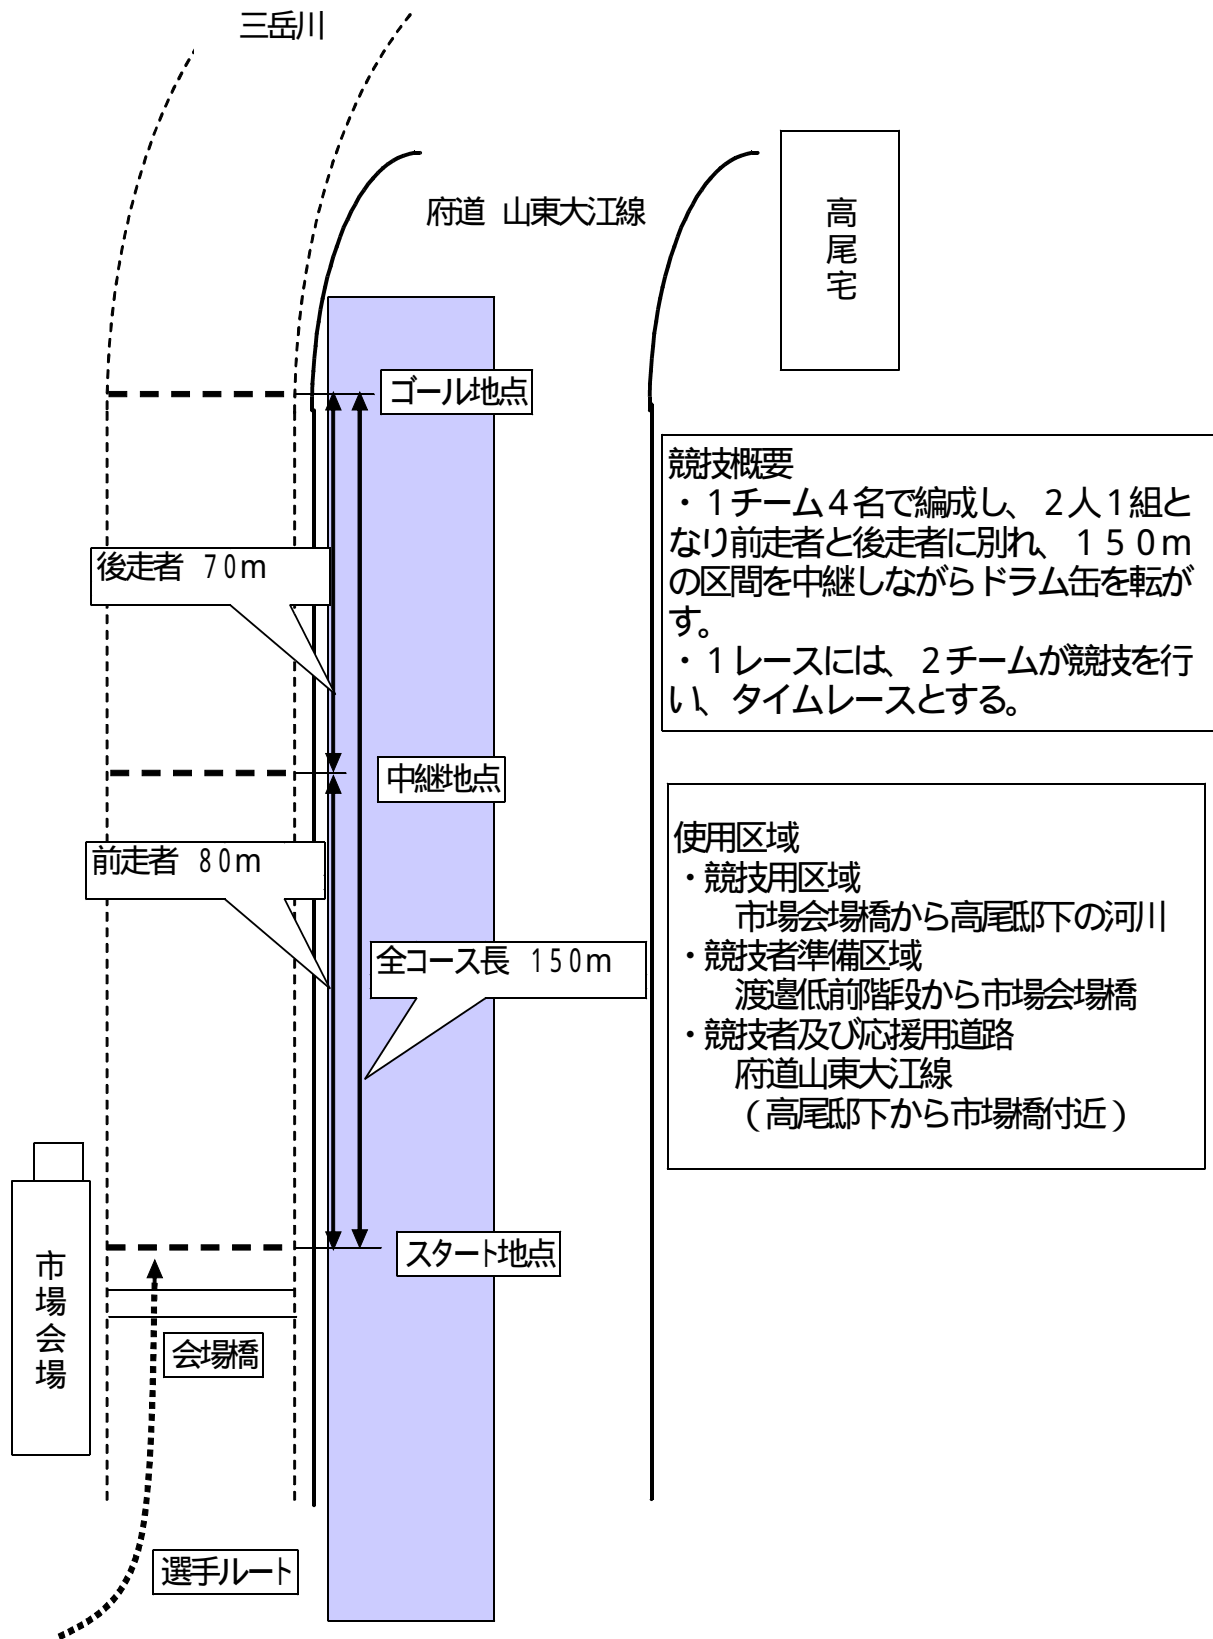 三岳川
府道 山東大江線
高尾宅
ゴール地点
競技概要
・１チーム４名で編成し、２人１組と
なり前走者と後走者に別れ、１５０ｍ
の区間を中継しながらドラム缶を転が
す。
・１レースには、２チームが競技を行
い、タイムレースとする。
後走者 70m
中継地点
前走者 80m
全コース長 150m
使用区域
・競技用区域
市場会場橋から高尾邸下の河川
・競技者準備区域
渡邉低前階段から市場会場橋
・競技者及び応援用道路
府道山東大江線
（高尾邸下から市場橋付近）
スタート地点
市場会場
会場橋
選手ルート